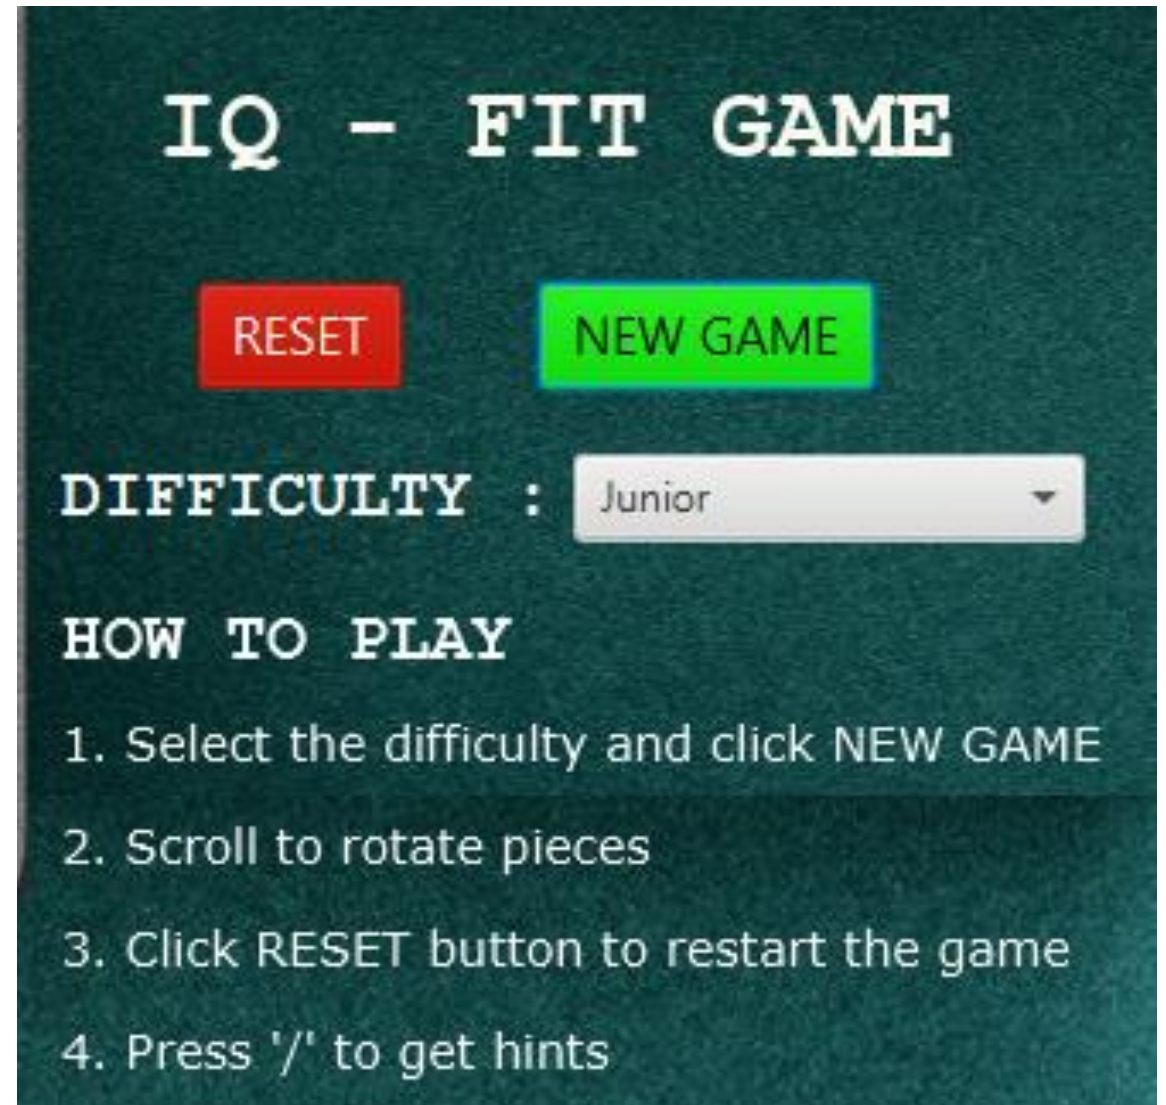 IQ - FIT GAME
RESET NEW GAME
DIFFICULTY : Junior
HOW TO PLAY
1. Select the difficulty and click NEW GAME
2. Scroll to rotate pieces
3. Click RESET button to restart the game
4. Press '/' to get hints